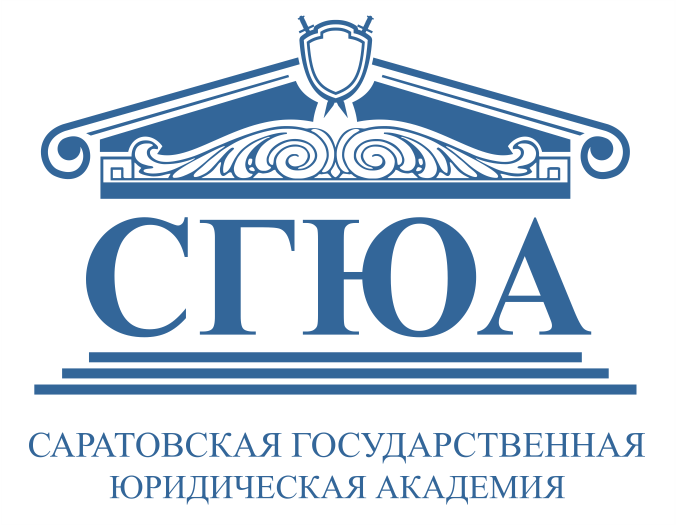 СГЮА
САРАТОВСКАЯ ГОСУДАРСТВЕННАЯ
ЮРИДИЧЕСКАЯ АКАДЕМИЯ